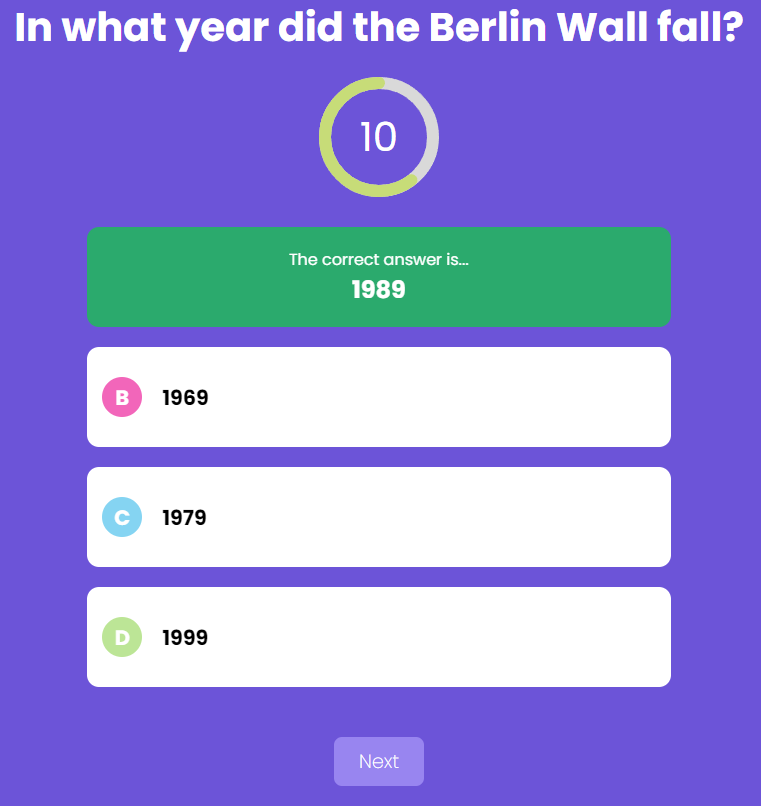 In what year did the Berlin Wall fall?
10
The correct answer is...
1989
B 1969
C 1979
D 1999
Next